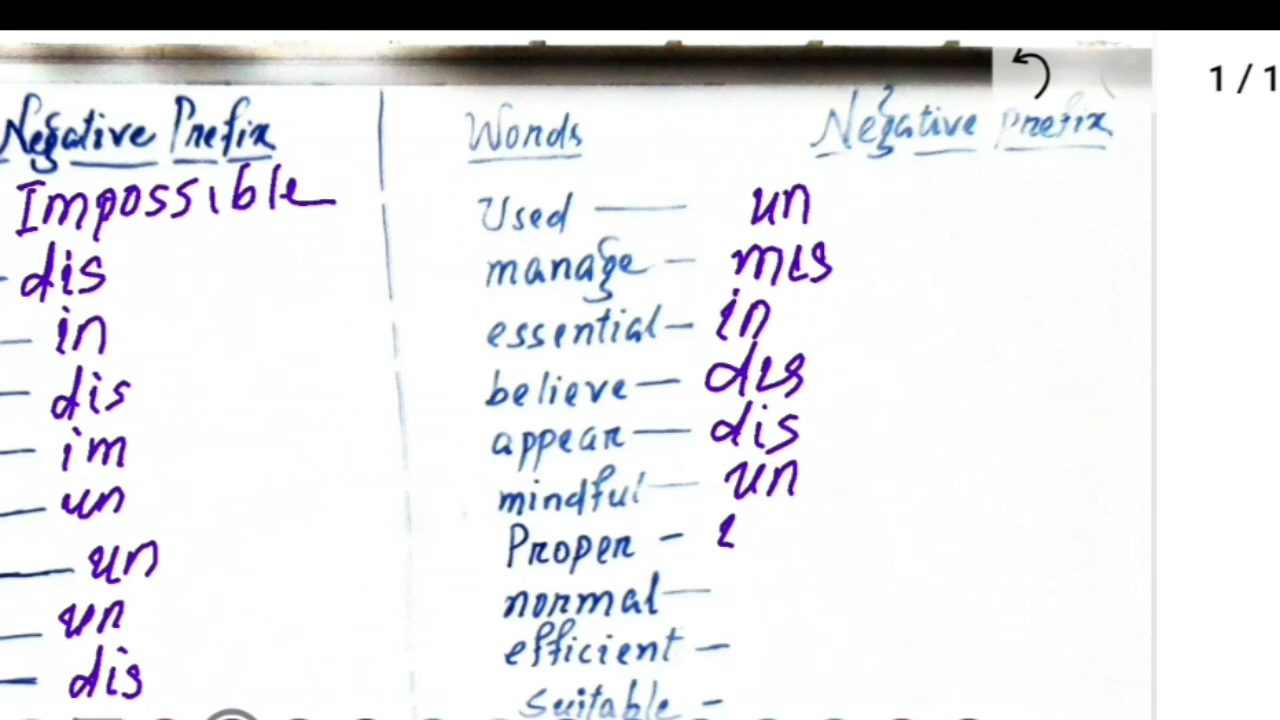 1 / 1
Negative Prefix
Impossible
dis
in
dis
im
un
un
un
dis
Words Negative prefix
Used — un
manage — mis
essential — in
believe — dis
appear — dis
mindful — un
Proper -
normal —
efficient —
Suitable -